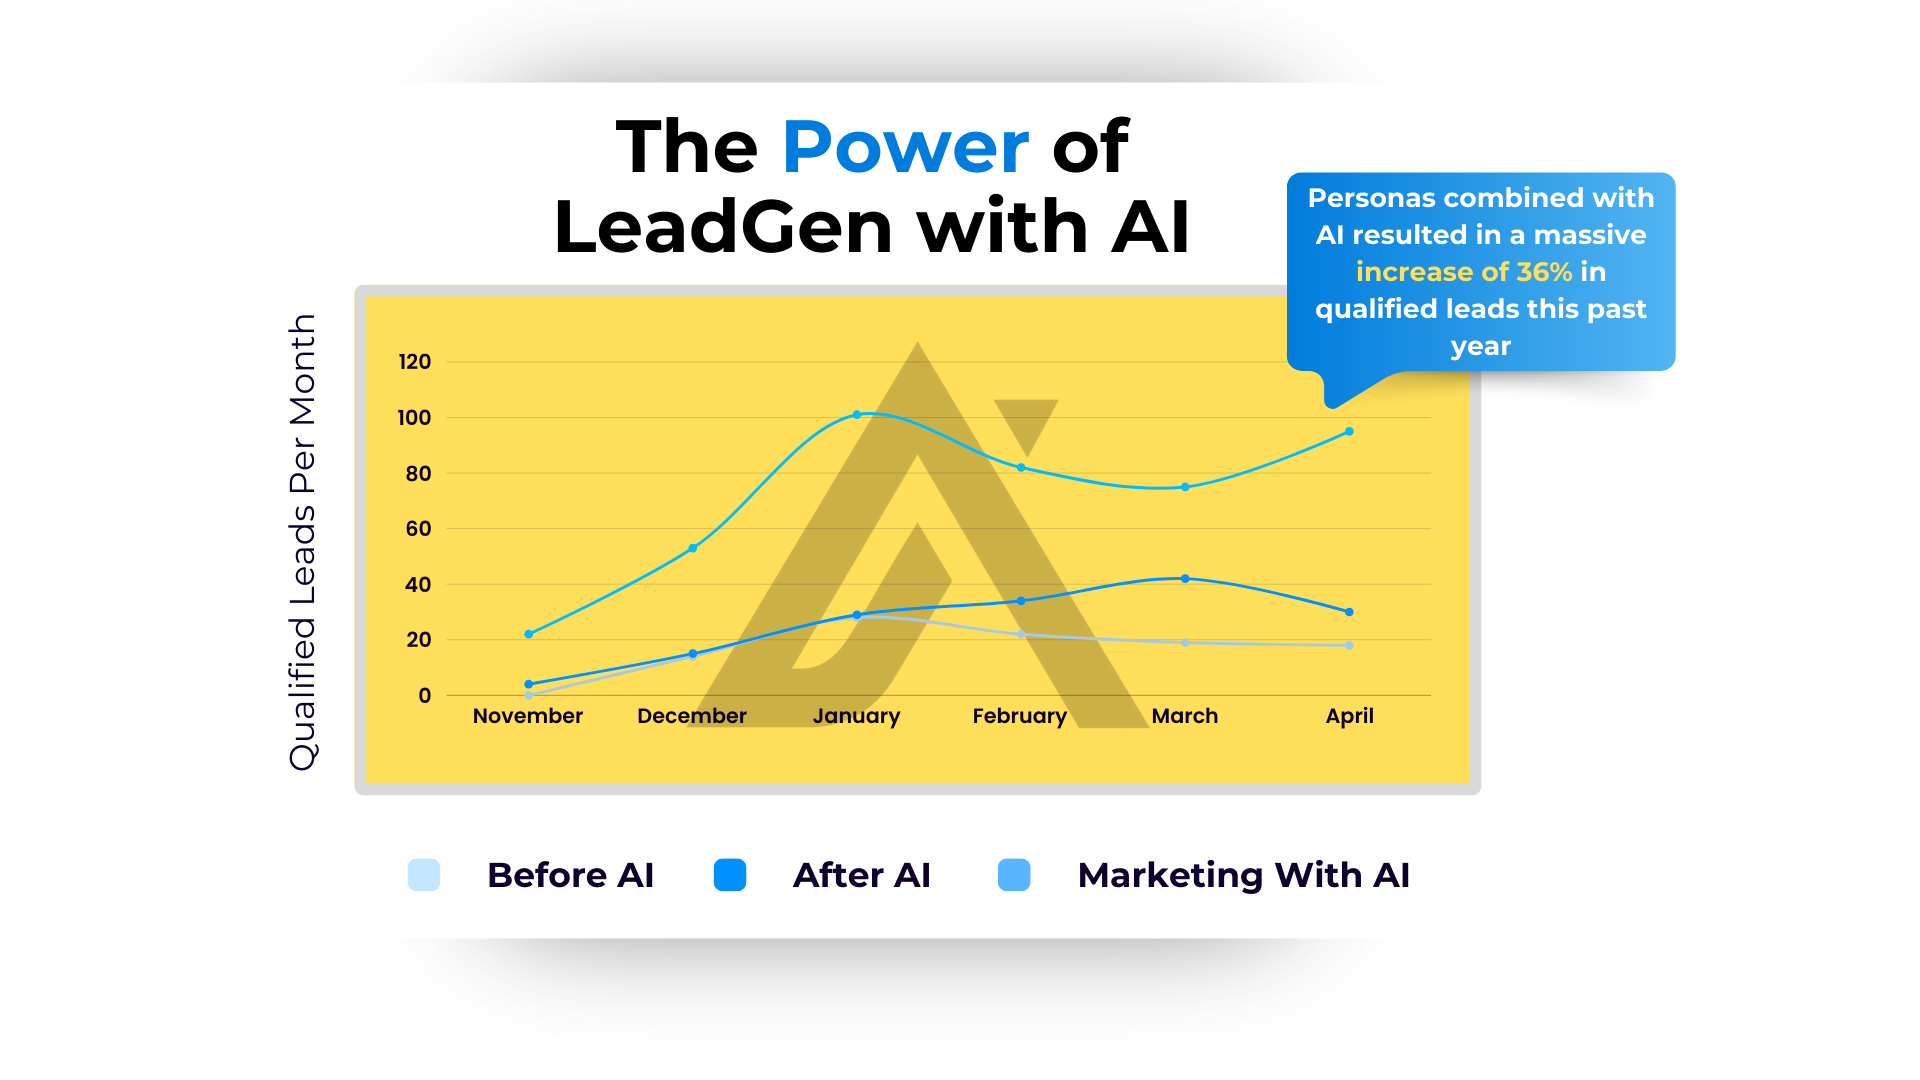 The Power of
LeadGen with AI
Personas combined with
AI resulted in a massive
increase of 36% in
qualified leads this past
year
Qualified Leads Per Month
120
100
80
60
40
20
0
November December January February March April
Before AI After AI Marketing With AI